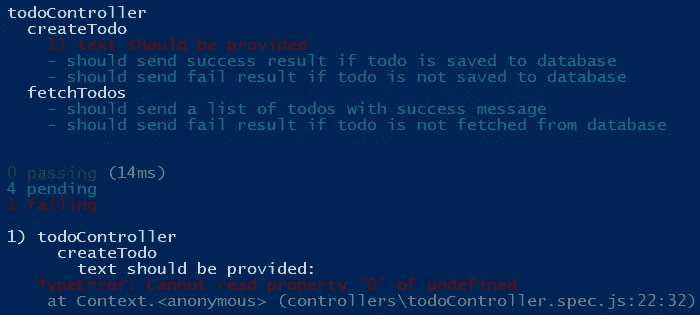 todoController
createTodo
1) text should be provided
- should send success result if todo is saved to database
- should send fail result if todo is not saved to database
fetchTodos
- should send a list of todos with success message
- should send fail result if todo is not fetched from database
0 passing (14ms)
4 pending
1 failing
1) todoController
createTodo
text should be provided:
TypeError: Cannot read property '0' of undefined
at Context.<anonymous> (controllers\todoController.spec.js:22:32)